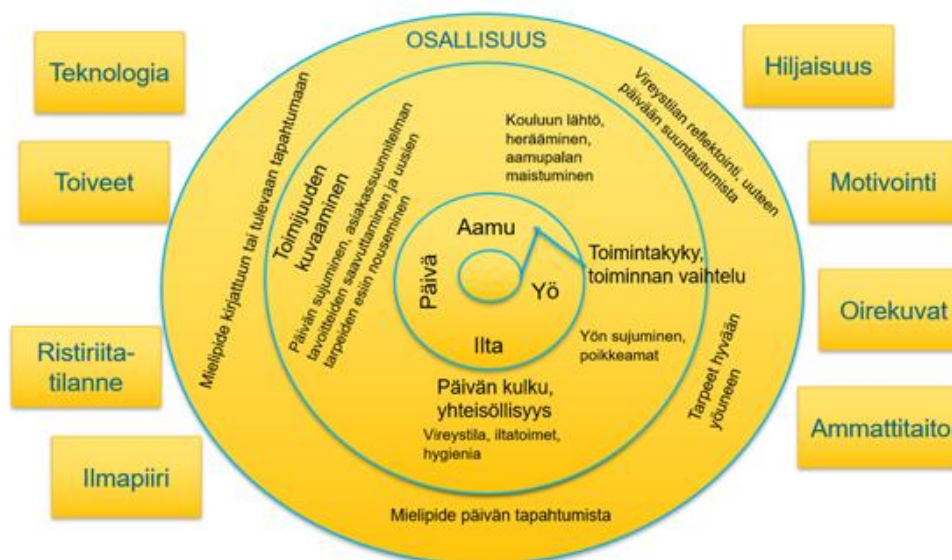 OSALLISUUS
Teknologia
Toiveet
Ristiriita-
tilanne
Ilmapiiri
Hiljaisuus
Motivointi
Oirekuvat
Ammattitaito
Mielipide kirjattuun tai tulevaan tapahtumaan
Vireystilan reflektointi, uuteen
päivään suuntautumista
Tarpeet hyvään
yöuneen
Mielipide päivän tapahtumista
Toimijuuden
kuvaaminen
Päivän sujuminen, asiakassuunnitelman
tavoitteiden saavuttaminen ja uusien
tarpeiden esiin nouseminen
Kouluun lähtö,
herääminen,
aamupalan
maistuminen
Toimintakyky,
toiminnan vaihtelu
Yön sujuminen,
poikkeamat
Päivän kulku,
yhteisöllisyys
Vireystila, iltatoimet,
hygienia
Aamu
Päivä
Yö
Ilta